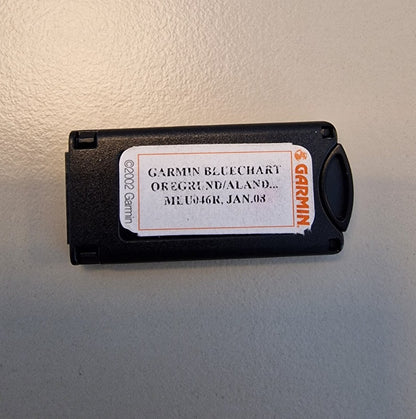 GARMIN BLUECHART
OREGRUND/ALAND...
MEU046R, JAN.08
GARMIN
©2002 Garmin